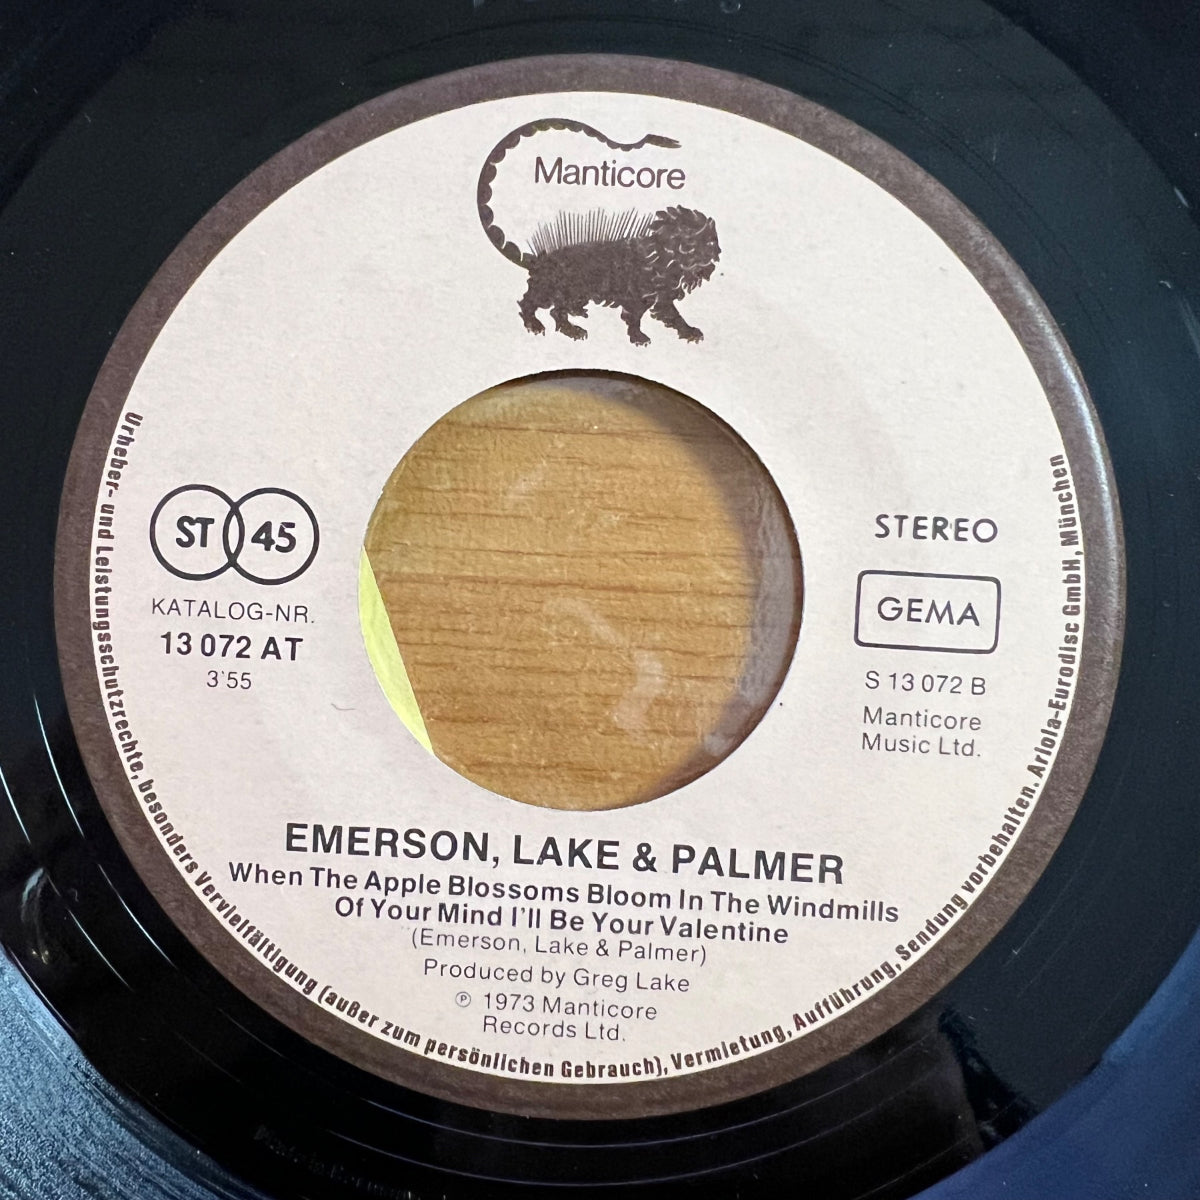 Manticore
ST 45
KATALOG-NR.
13 072 AT
3'55
STEREO
GEMA
S 13 072 B
Manticore
Music Ltd.
EMERSON, LAKE & PALMER
When The Apple Blossoms Bloom In The Windmills
Of Your Mind I'll Be Your Valentine
(Emerson, Lake & Palmer)
Produced by Greg Lake
℗ 1973 Manticore
Records Ltd.
Urheber- und Leistungsschutzrechte, besonders Vervielfältigung (außer zum persönlichen Gebrauch), Vermietung, Aufführung, Sendung vorbehalten. Ariola-Eurodisc GmbH, München